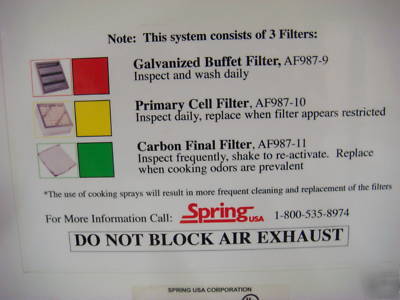 Note: This system consists of 3 Filters:
Galvanized Buffet Filter, AF987-9
Inspect and wash daily
Primary Cell Filter, AF987-10
Inspect daily, replace when filter appears restricted
Carbon Final Filter, AF987-11
Inspect frequently, shake to re-activate. Replace
when cooking odors are prevalent
*The use of cooking sprays will result in more frequent cleaning and replacement of the filters
For More Information Call: Spring USA 1-800-535-8974
DO NOT BLOCK AIR EXHAUST
SPRING USA CORPORATION